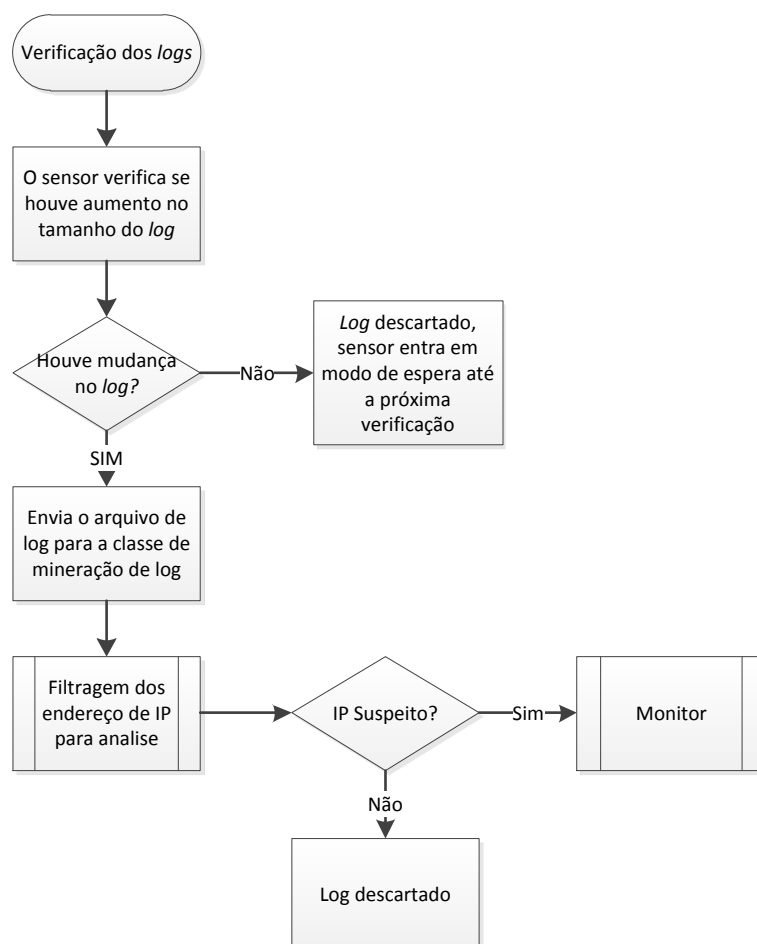 Verificação dos logs
O sensor verifica se
houve aumento no
tamanho do log
Houve mudança
no log?
Não
Log descartado,
sensor entra em
modo de espera até
a próxima
verificação
SIM
Envia o arquivo de
log para a classe de
mineração de log
Filtragem dos
endereço de IP
para analise
IP Suspeito?
Sim
Monitor
Não
Log descartado